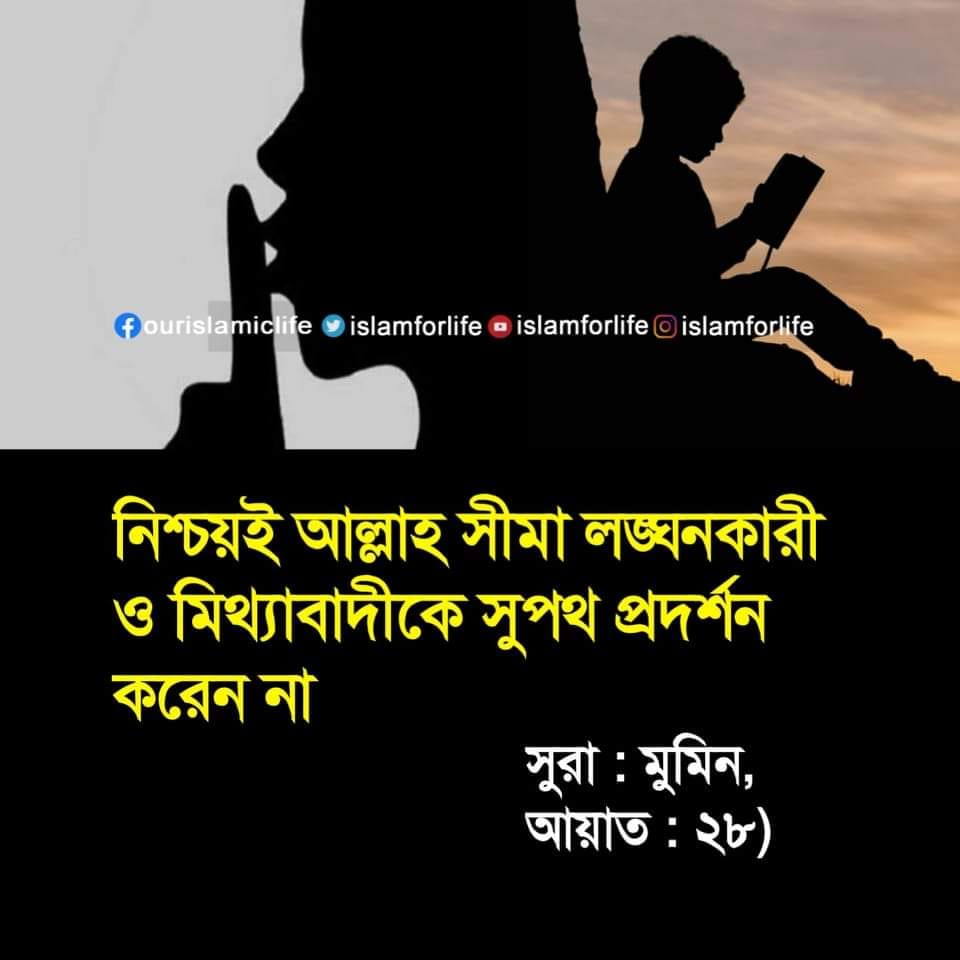 ourislamiclife islamforlife islamforlife islamforlife
নিশ্চয়ই আল্লাহ সীমা লঙ্ঘনকারী
ও মিথ্যাবাদীকে সুপথ প্রদর্শন
করেন না
সুরা : মুমিন,
আয়াত : ২৮)